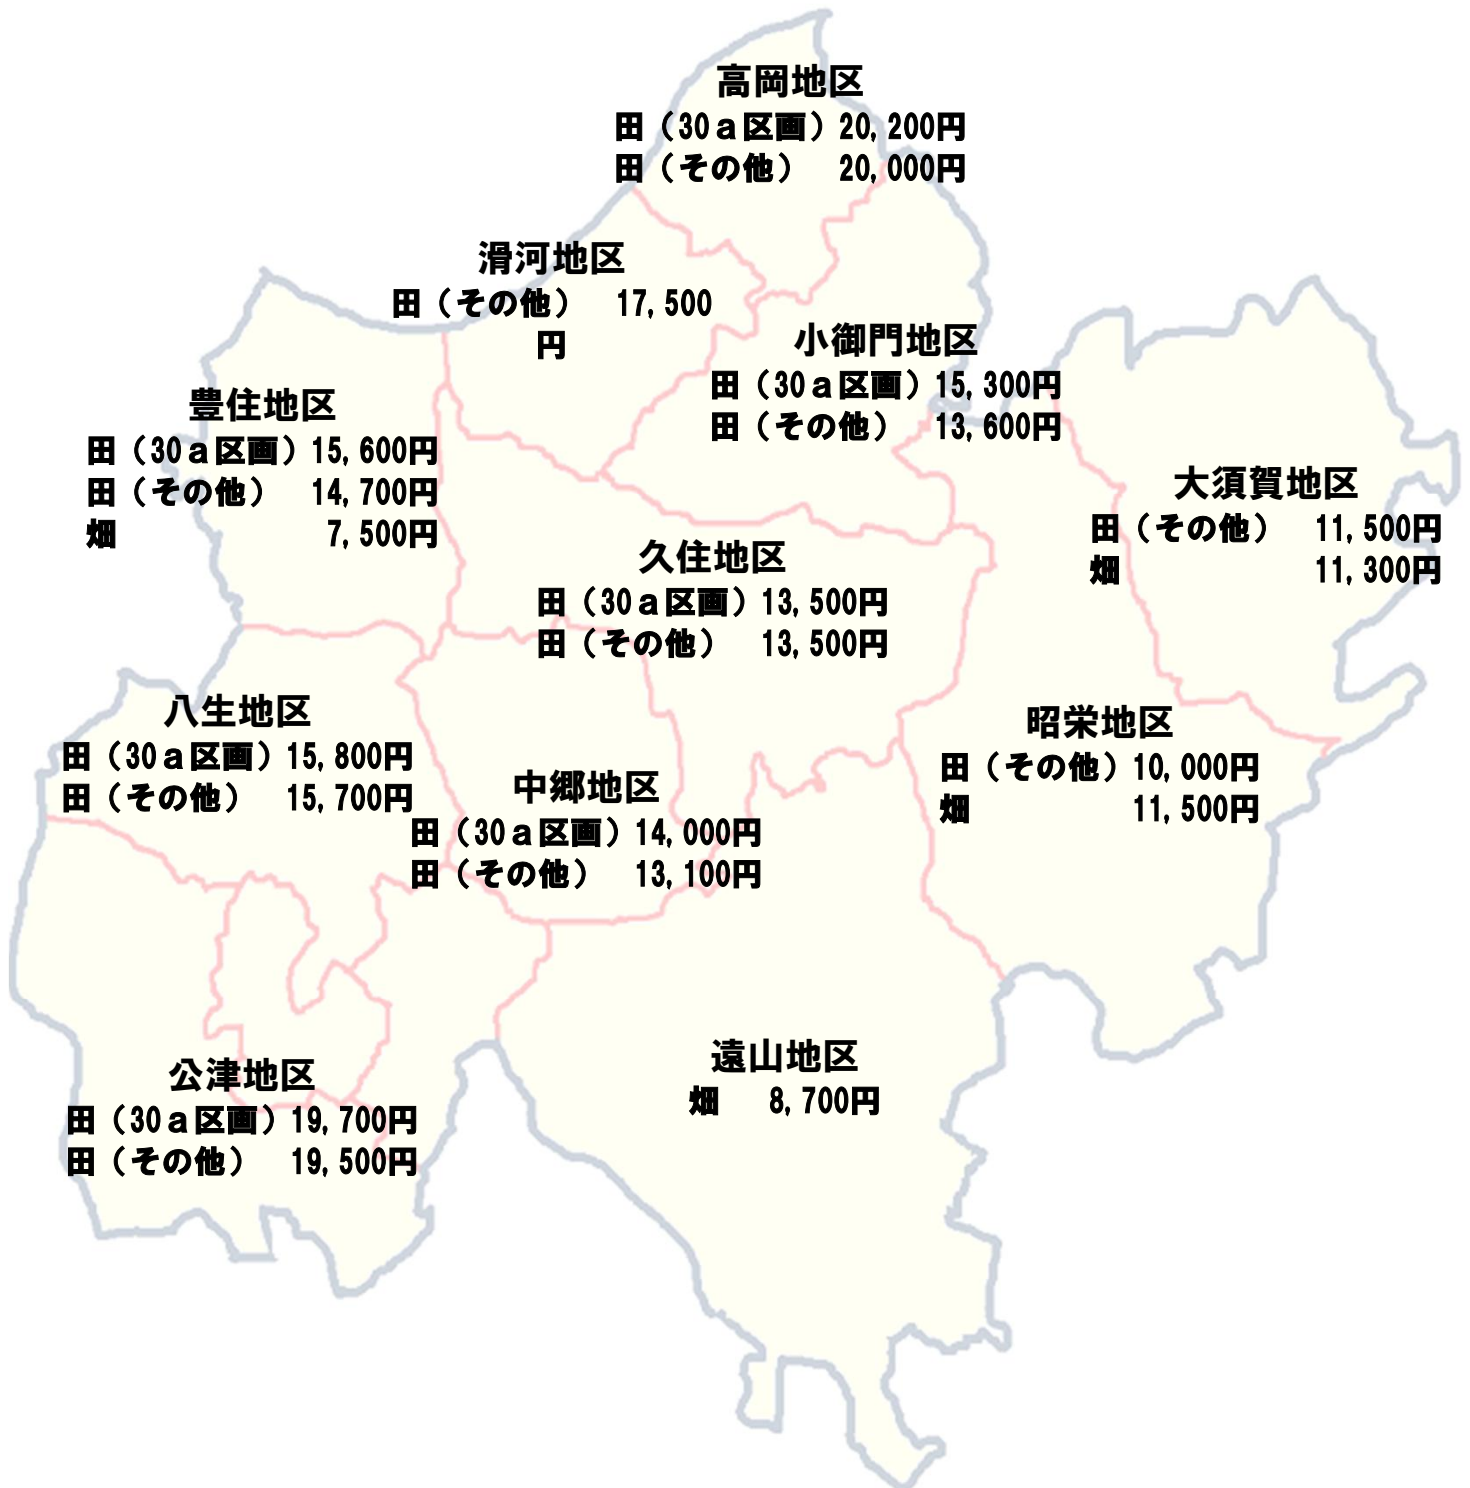 高岡地区
田（30ａ区画）20,200円
田（その他）　20,000円
滑河地区
田（その他）　17,500
円
小御門地区
田（30ａ区画）15,300円
田（その他）　13,600円
豊住地区
田（30ａ区画）15,600円
田（その他）　14,700円
畑　　　　　　7,500円
大須賀地区
田（その他）　11,500円
畑　　　　　　11,300円
久住地区
田（30ａ区画）13,500円
田（その他）　13,500円
八生地区
田（30ａ区画）15,800円
田（その他）　15,700円
昭栄地区
田（その他）10,000円
畑　　　　　11,500円
中郷地区
田（30ａ区画）14,000円
田（その他）　13,100円
遠山地区
畑　8,700円
公津地区
田（30ａ区画）19,700円
田（その他）　19,500円